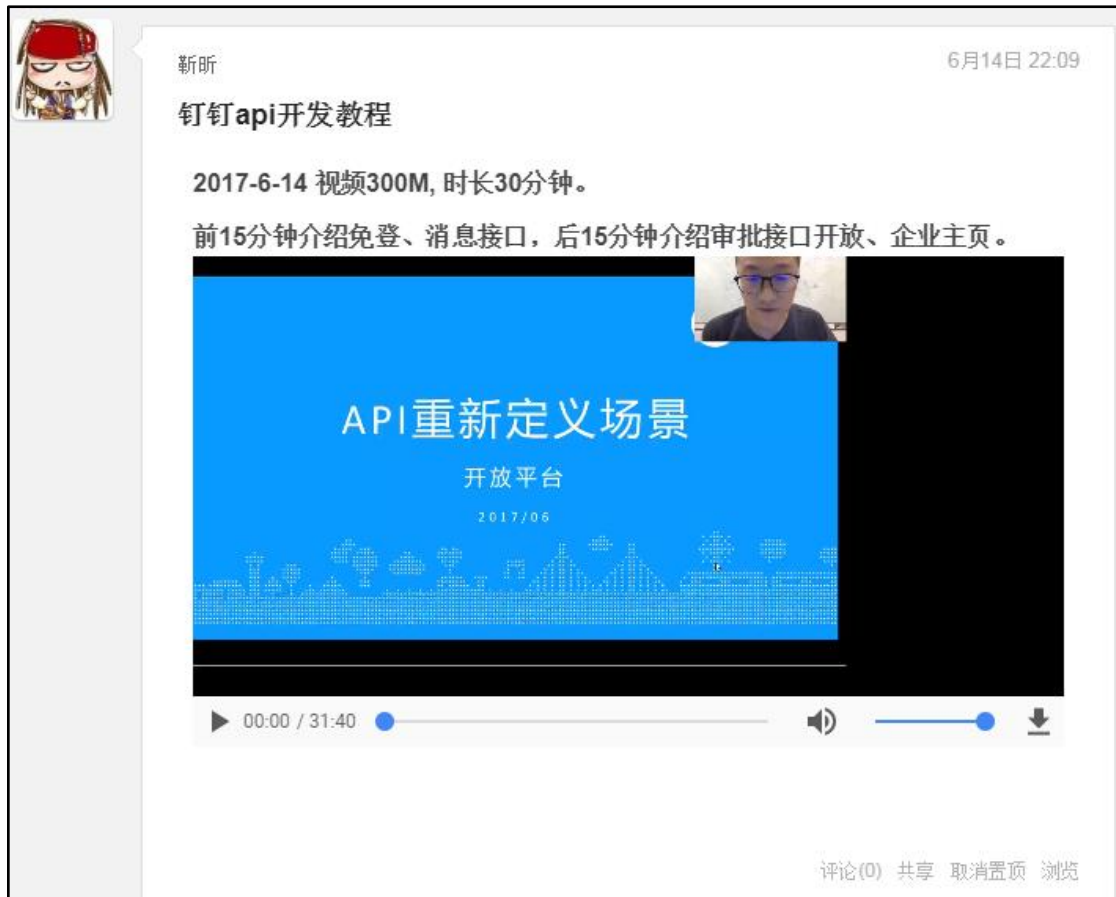 靳昕
6月14日 22:09
钉钉api开发教程
2017-6-14 视频300M, 时长30分钟。
前15分钟介绍免登、消息接口，后15分钟介绍审批接口开放、企业主页。
API重新定义场景
开放平台
2017/06
00:00 / 31:40
评论(0) 共享 取消置顶 浏览